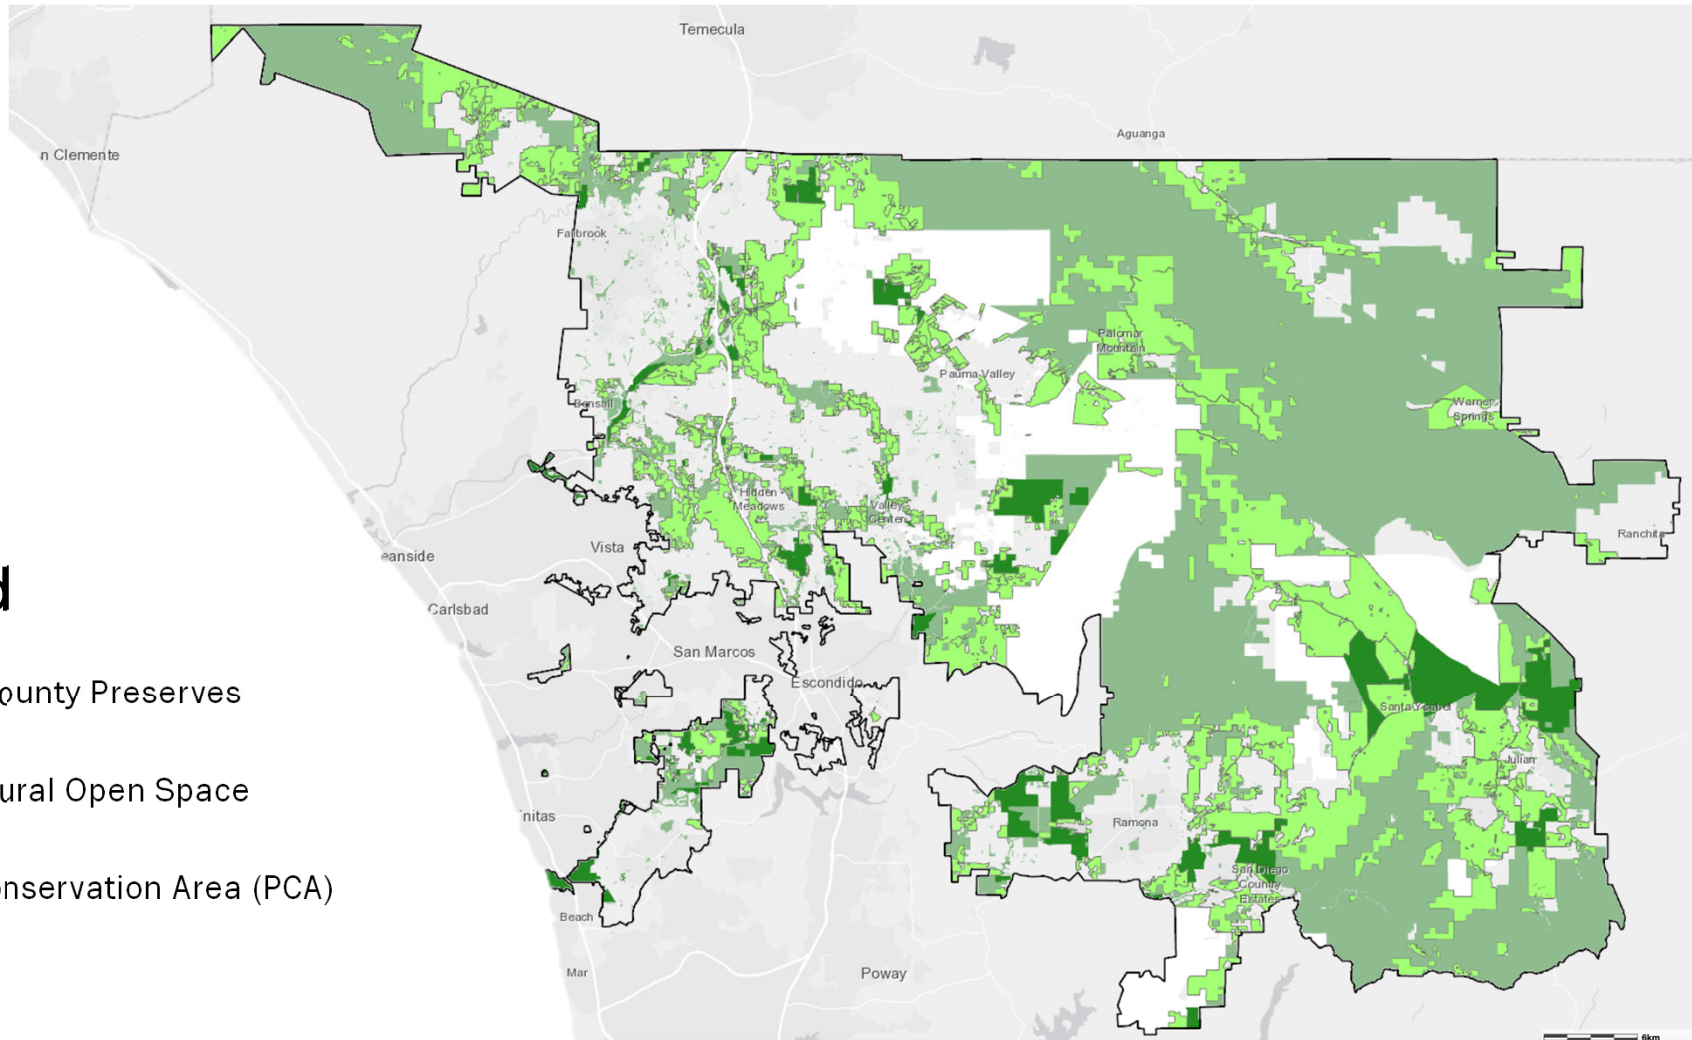 Temecula
Aguanga
n Clemente
Fallbrook
Palomar
Mountain
Pauma Valley
Bonsall
Warner
Springs
Hidden
Meadows
Valley
Center
Ranchita
Vista
eanside
d
Carlsbad
San Marcos
Escondido
ounty Preserves
Santa Ysabel
Julian
ural Open Space
nitas
Ramona
San Diego
Country
Estates
nservation Area (PCA)
Beach
Mar
Poway
6km